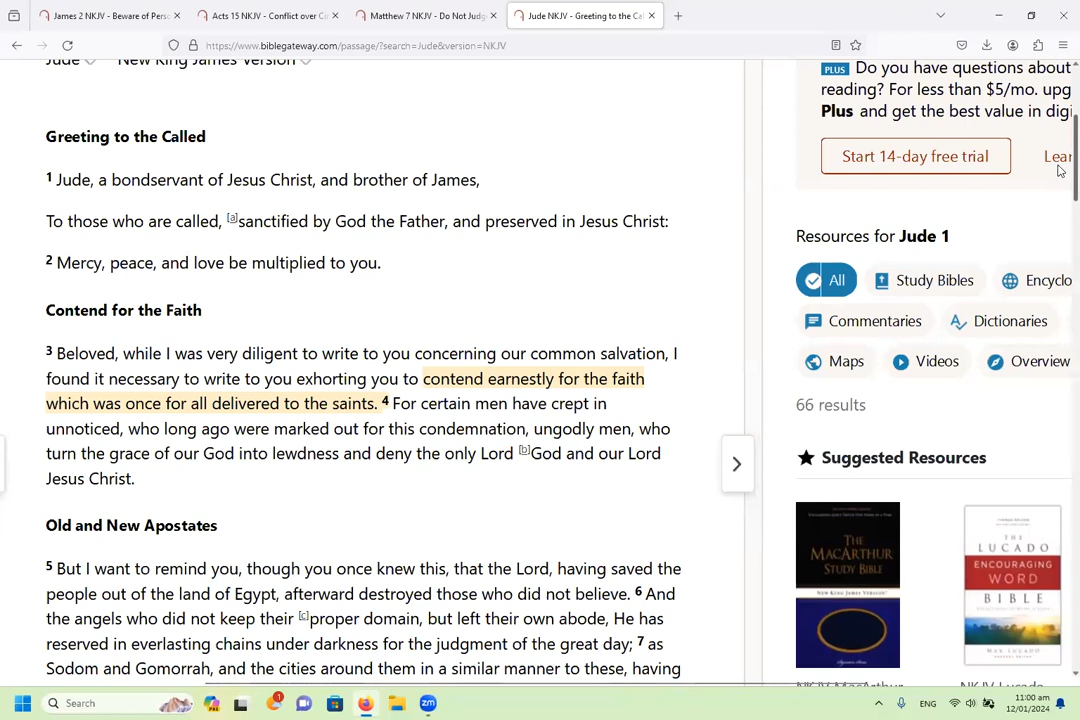 James 2 NKJV - Beware of Perso
Acts 15 NKJV - Conflict over Ci
Matthew 7 NKJV - Do Not Judge
Jude NKJV - Greeting to the Cal
https://www.biblegateway.com/passage/?search=Jude&version=NKJV
Jude New King James Version
Greeting to the Called
1 Jude, a bondservant of Jesus Christ, and brother of James,
To those who are called, [a]sanctified by God the Father, and preserved in Jesus Christ:
2 Mercy, peace, and love be multiplied to you.
Contend for the Faith
3 Beloved, while I was very diligent to write to you concerning our common salvation, I
found it necessary to write to you exhorting you to contend earnestly for the faith
which was once for all delivered to the saints. 4 For certain men have crept in
unnoticed, who long ago were marked out for this condemnation, ungodly men, who
turn the grace of our God into lewdness and deny the only Lord [b]God and our Lord
Jesus Christ.
Old and New Apostates
5 But I want to remind you, though you once knew this, that the Lord, having saved the
people out of the land of Egypt, afterward destroyed those who did not believe. 6 And
the angels who did not keep their [c]proper domain, but left their own abode, He has
reserved in everlasting chains under darkness for the judgment of the great day; 7 as
Sodom and Gomorrah, and the cities around them in a similar manner to these, having
PLUS Do you have questions about
reading? For less than $5/mo. upg
Plus and get the best value in digi
Start 14-day free trial Lear
Resources for Jude 1
All Study Bibles Encyclo
Commentaries Dictionaries
Maps Videos Overview
66 results
Suggested Resources
THE
MACARTHUR
STUDY BIBLE
NEW KING JAMES VERSION
THE
LUCADO
ENCOURAGING
WORD
BIBLE
MAX LUCADO
NKJV MacArthur
NKJV Lucado
Search
1
zm
ENG
11:00 am
12/01/2024